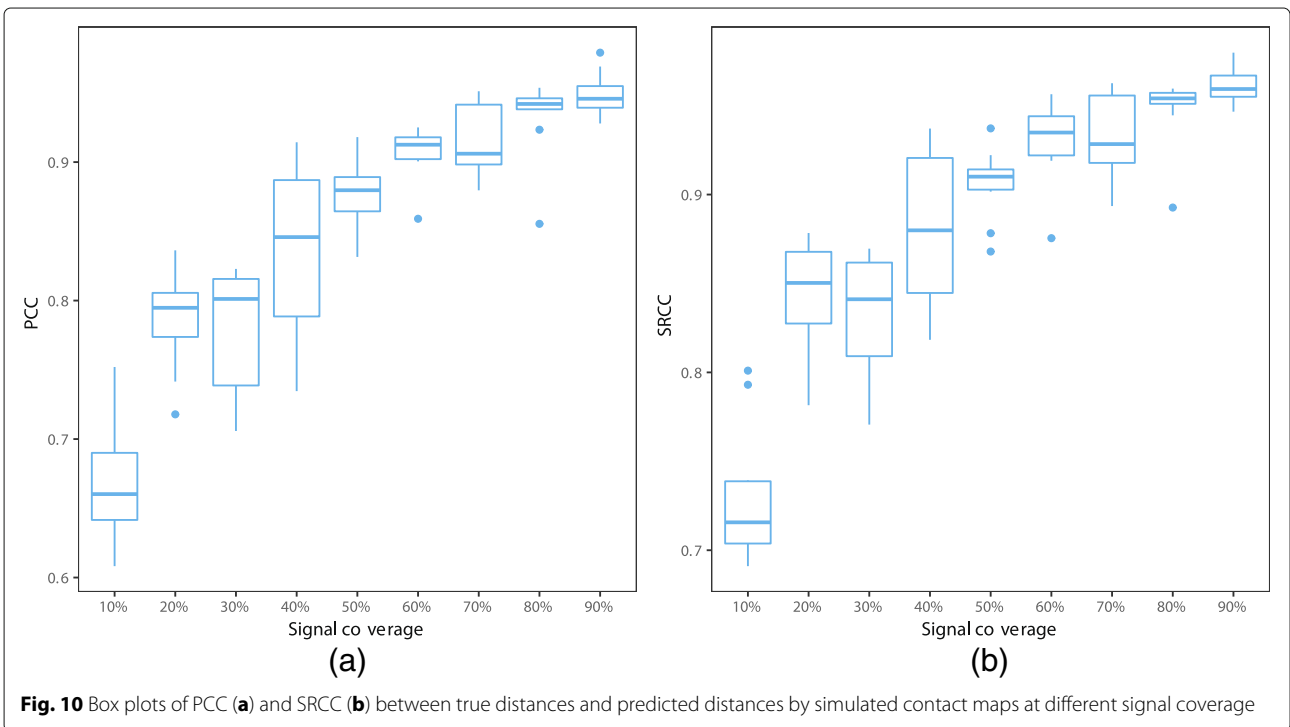 PCC
0.9
0.8
0.7
0.6
10% 20% 30% 40% 50% 60% 70% 80% 90%
Signal co verage
(a)
SRCC
0.9
0.8
0.7
10% 20% 30% 40% 50% 60% 70% 80% 90%
Signal co verage
(b)
Fig. 10 Box plots of PCC (a) and SRCC (b) between true distances and predicted distances by simulated contact maps at different signal coverage